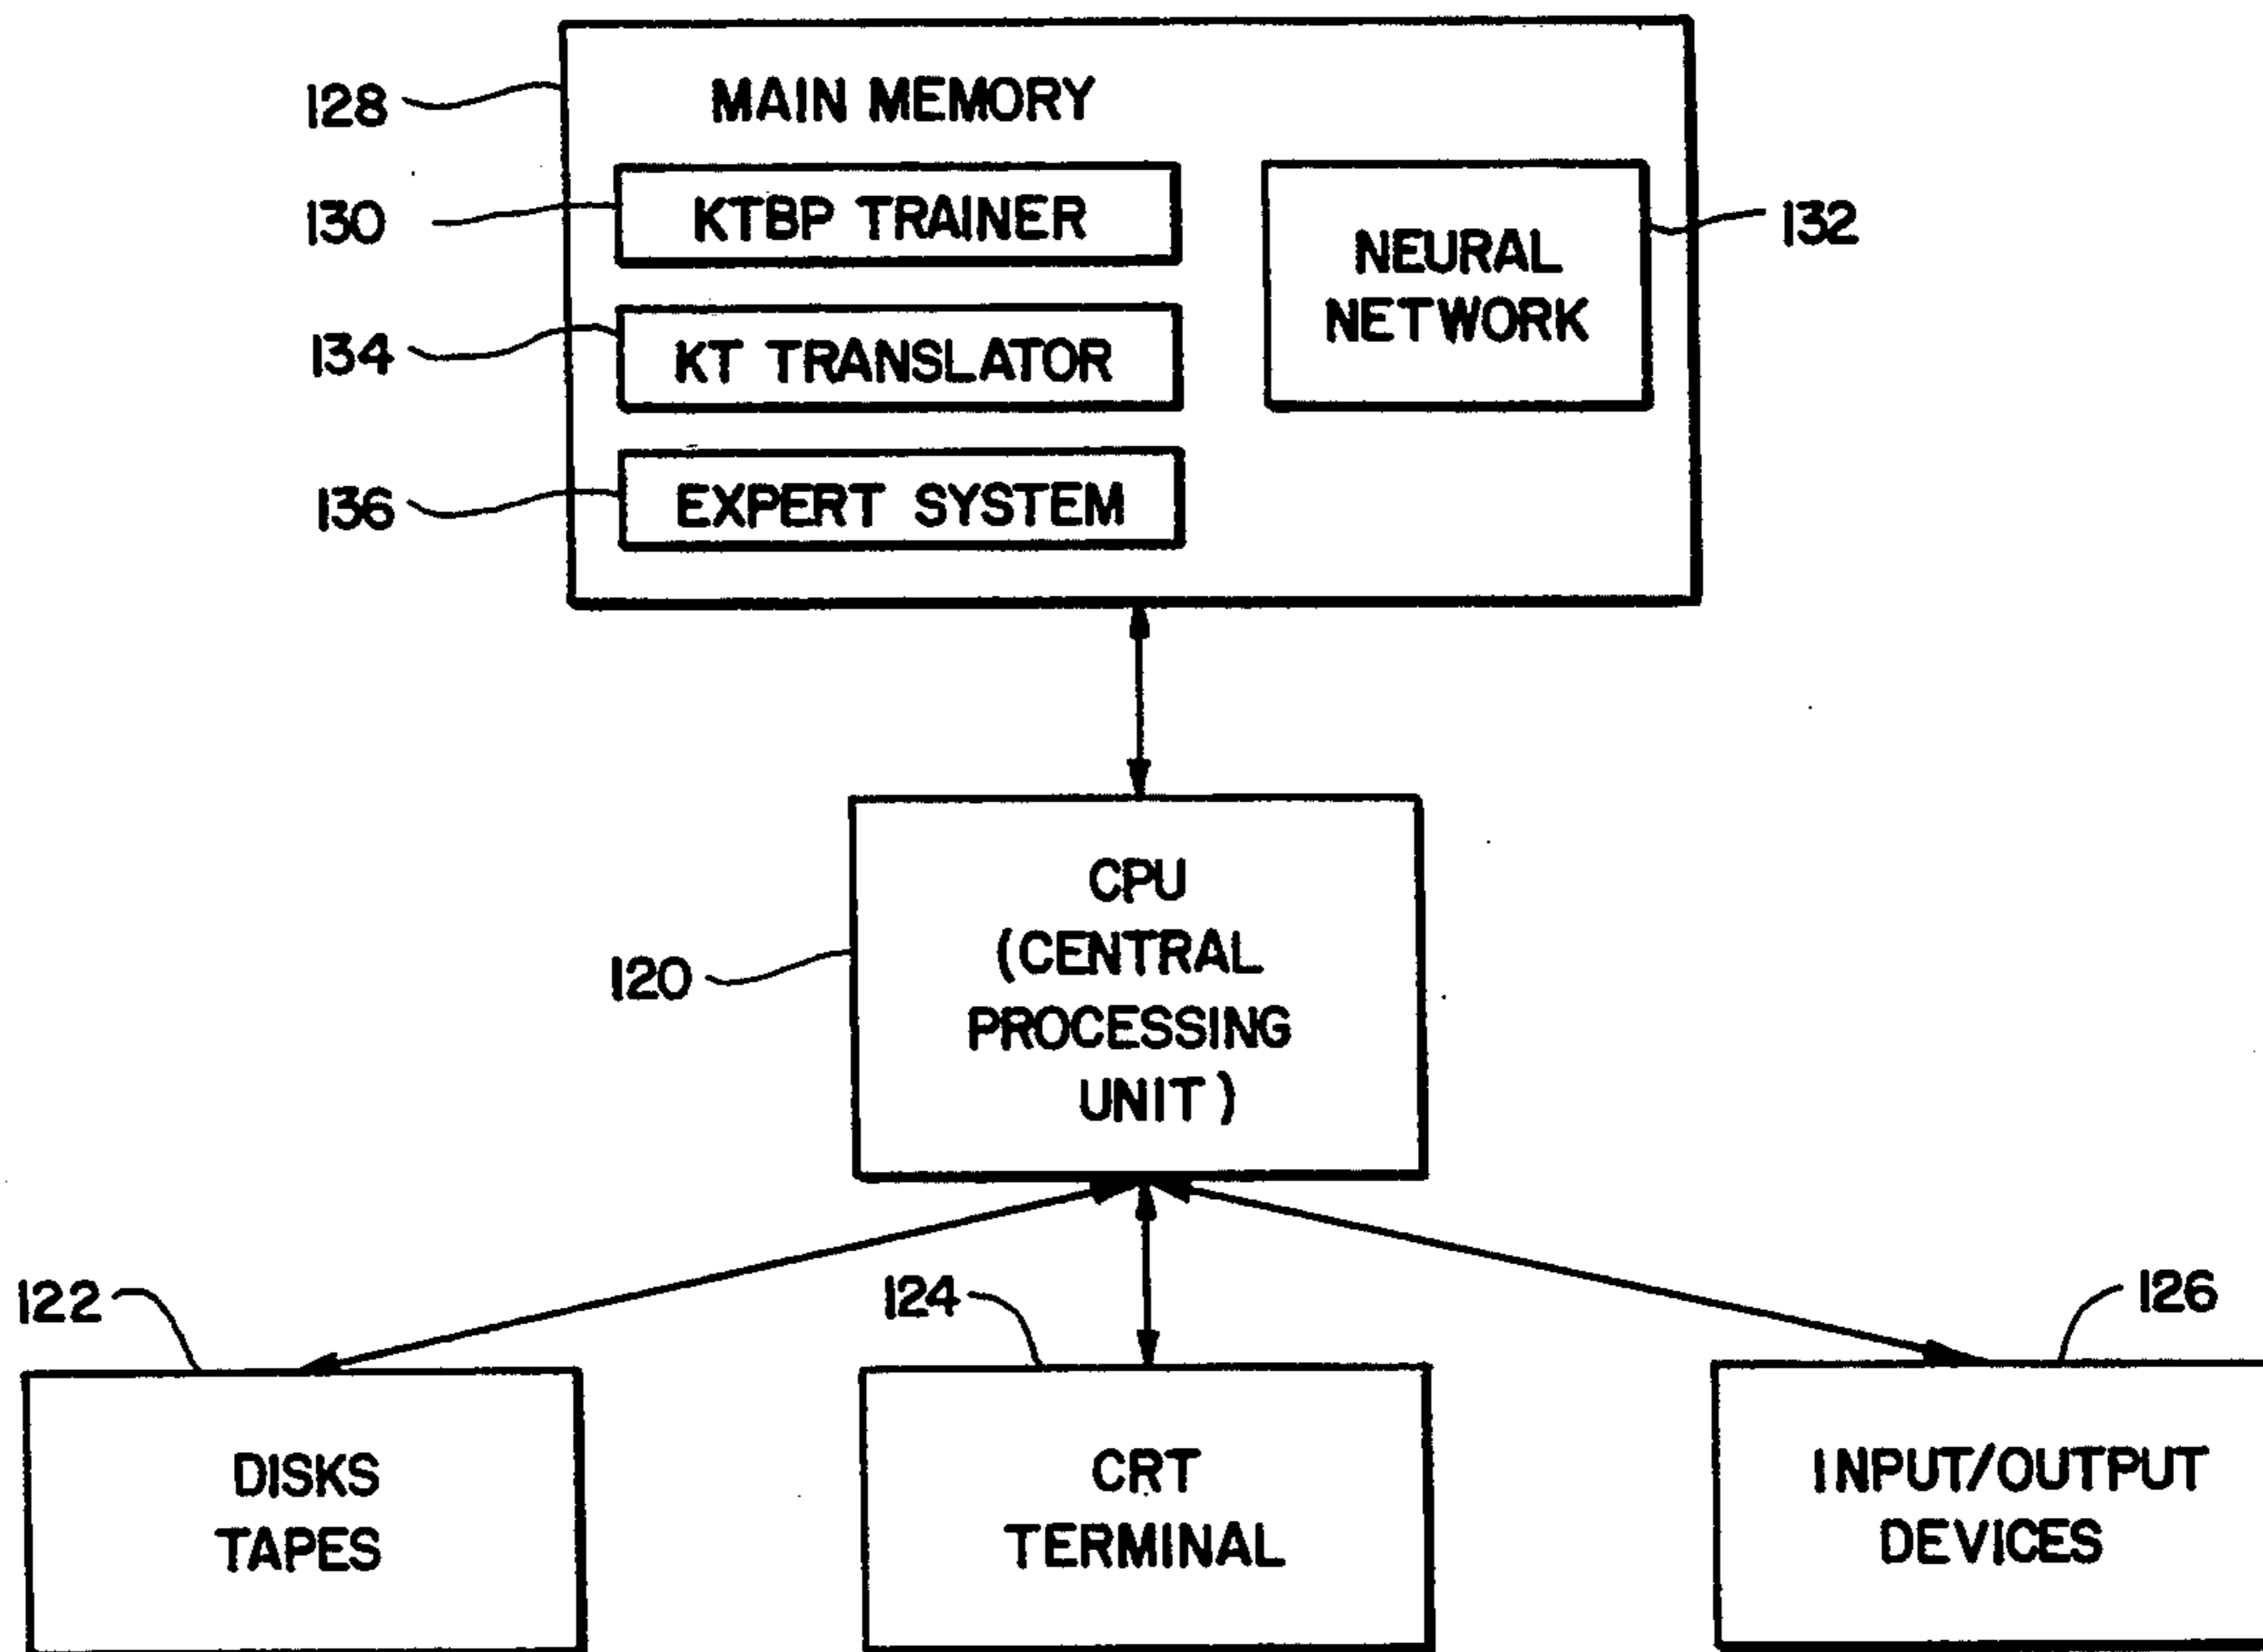 128
MAIN MEMORY
130
KTBP TRAINER
132
NEURAL
NETWORK
134
KT TRANSLATOR
136
EXPERT SYSTEM
120
CPU
(CENTRAL
PROCESSING
UNIT)
122
124
126
DISKS
TAPES
CRT
TERMINAL
INPUT/OUTPUT
DEVICES